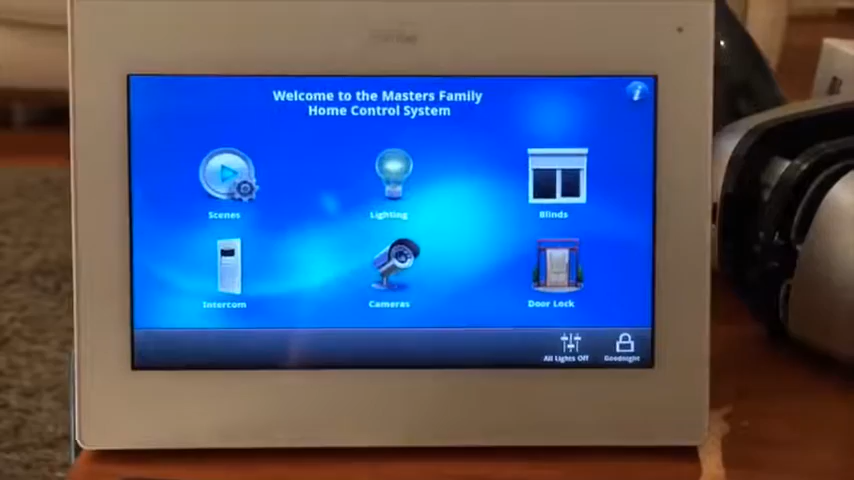 Welcome to the Masters Family
Home Control System
Scenes
Lighting
Blinds
Intercom
Cameras
Door Lock
All Lights Off
Goodnight